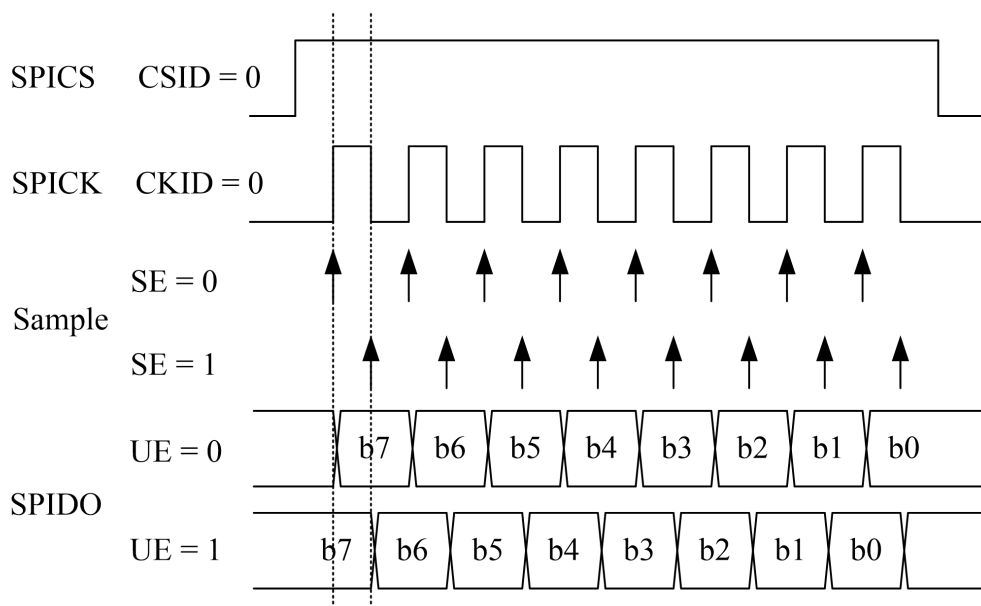 SPICS CSID = 0
SPICK CKID = 0
Sample
SE = 0
SE = 1
SPIDO
UE = 0 b7 b6 b5 b4 b3 b2 b1 b0
UE = 1 b7 b6 b5 b4 b3 b2 b1 b0